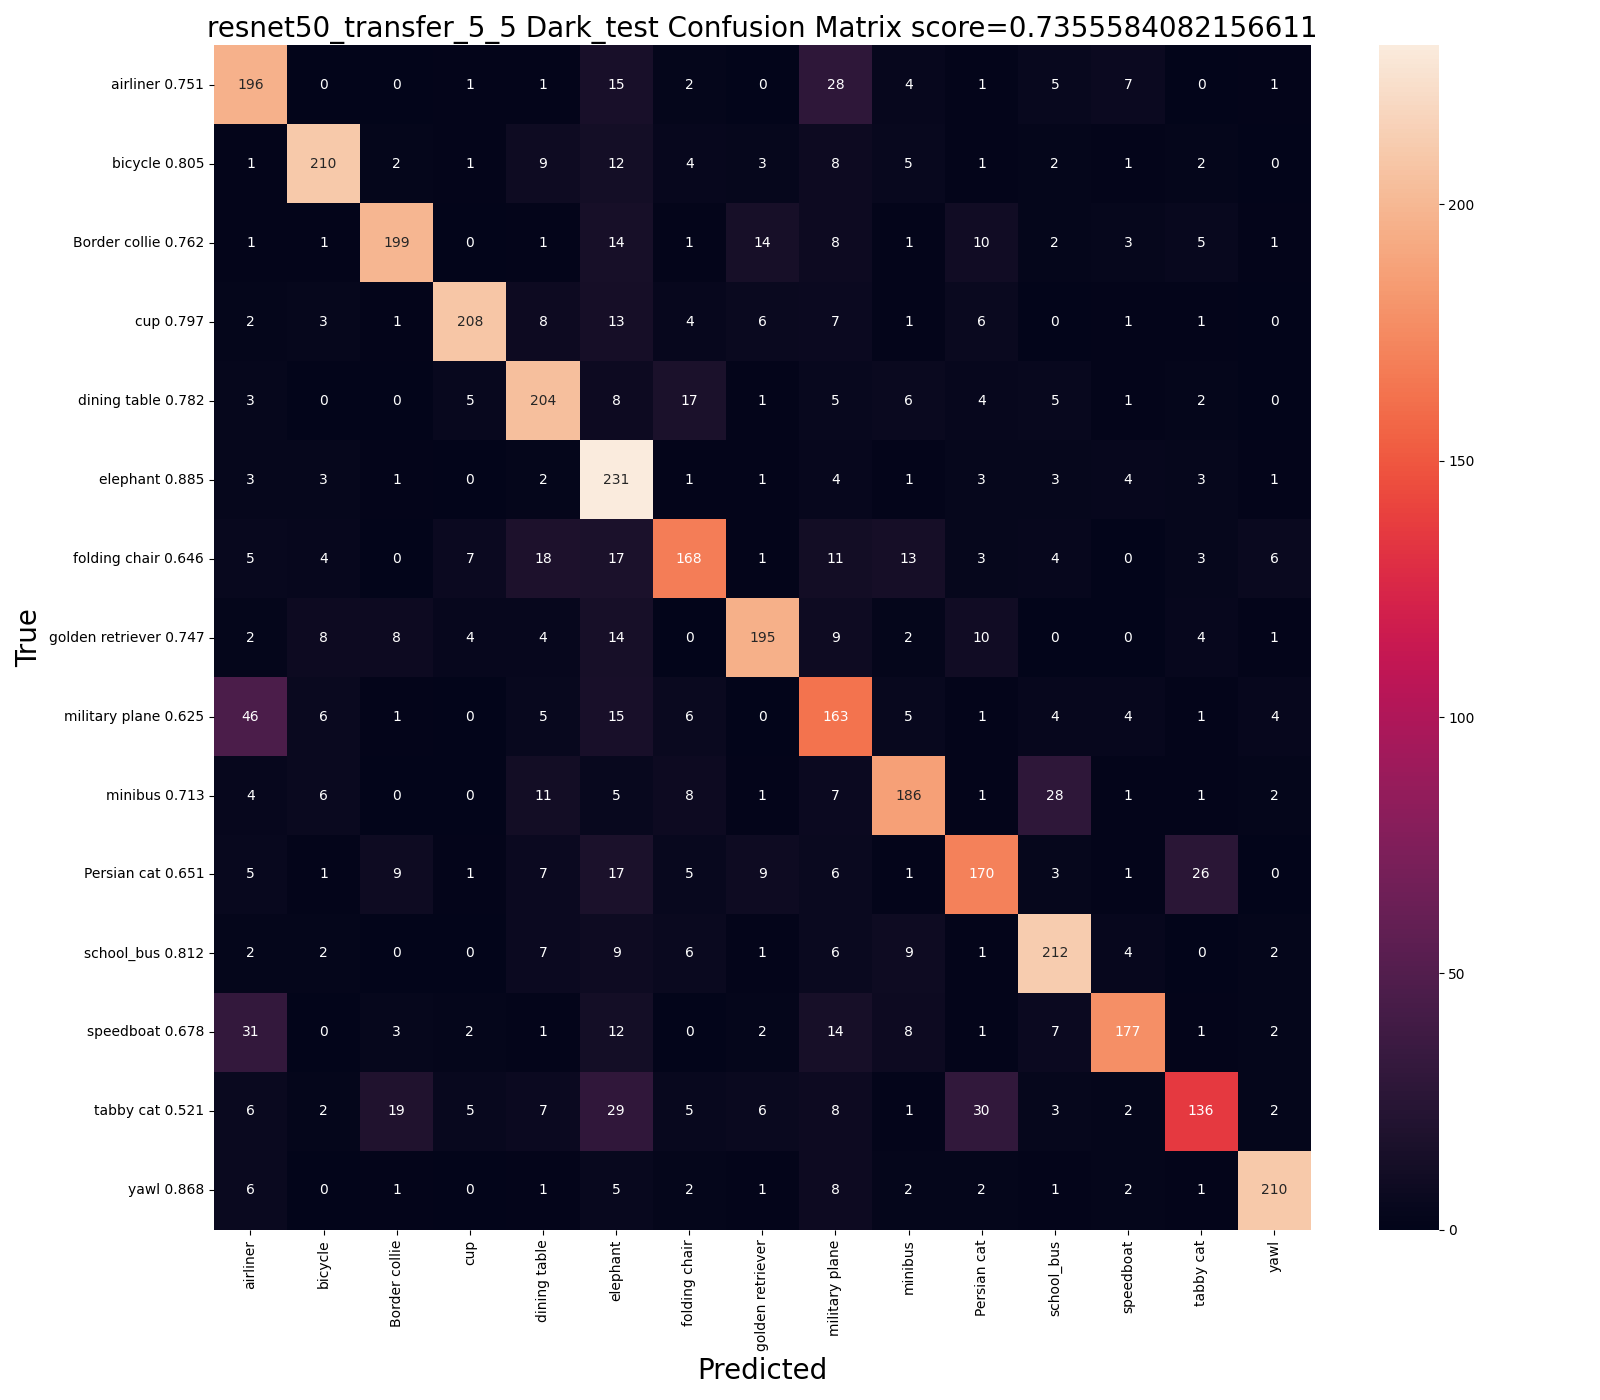 resnet50_transfer_5_5 Dark_test Confusion Matrix score=0.7355584082156611
airliner 0.751 196 0 0 1 1 15 2 0 28 4 1 5 7 0 1
bicycle 0.805 1 210 2 1 9 12 4 3 8 5 1 2 1 2 0
200
Border collie 0.762 1 1 199 0 1 14 1 14 8 1 10 2 3 5 1
cup 0.797 2 3 1 208 8 13 4 6 7 1 6 0 1 1 0
dining table 0.782 3 0 0 5 204 8 17 1 5 6 4 5 1 2 0
150
elephant 0.885 3 3 1 0 2 231 1 1 4 1 3 3 4 3 1
folding chair 0.646 5 4 0 7 18 17 168 1 11 13 3 4 0 3 6
True
golden retriever 0.747 2 8 8 4 4 14 0 195 9 2 10 0 0 4 1
military plane 0.625 46 6 1 0 5 15 6 0 163 5 1 4 4 1 4
100
minibus 0.713 4 6 0 0 11 5 8 1 7 186 1 28 1 1 2
Persian cat 0.651 5 1 9 1 7 17 5 9 6 1 170 3 1 26 0
school_bus 0.812 2 2 0 0 7 9 6 1 6 9 1 212 4 0 2
50
speedboat 0.678 31 0 3 2 1 12 0 2 14 8 1 7 177 1 2
tabby cat 0.521 6 2 19 5 7 29 5 6 8 1 30 3 2 136 2
yawl 0.868 6 0 1 0 1 5 2 1 8 2 2 1 2 1 210
0
airliner
bicycle
Border collie
cup
dining table
elephant
folding chair
golden retriever
military plane
minibus
Persian cat
school_bus
speedboat
tabby cat
yawl
Predicted